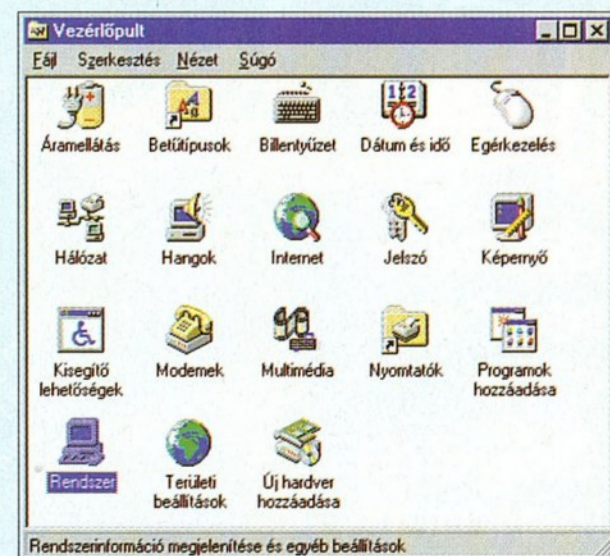 Vezérlőpult
Fájl Szerkesztés Nézet Súgó
Áramellátás Betűtípusok Billentyűzet Dátum és idő Egérkezelés
Hálózat Hangok Internet Jelszó Képernyő
Kisegítő lehetőségek Modemek Multimédia Nyomtatók Programok hozzáadása
Rendszer Területi beállítások Új hardver hozzáadása
Rendszerinformáció megjelenítése és egyéb beállítások